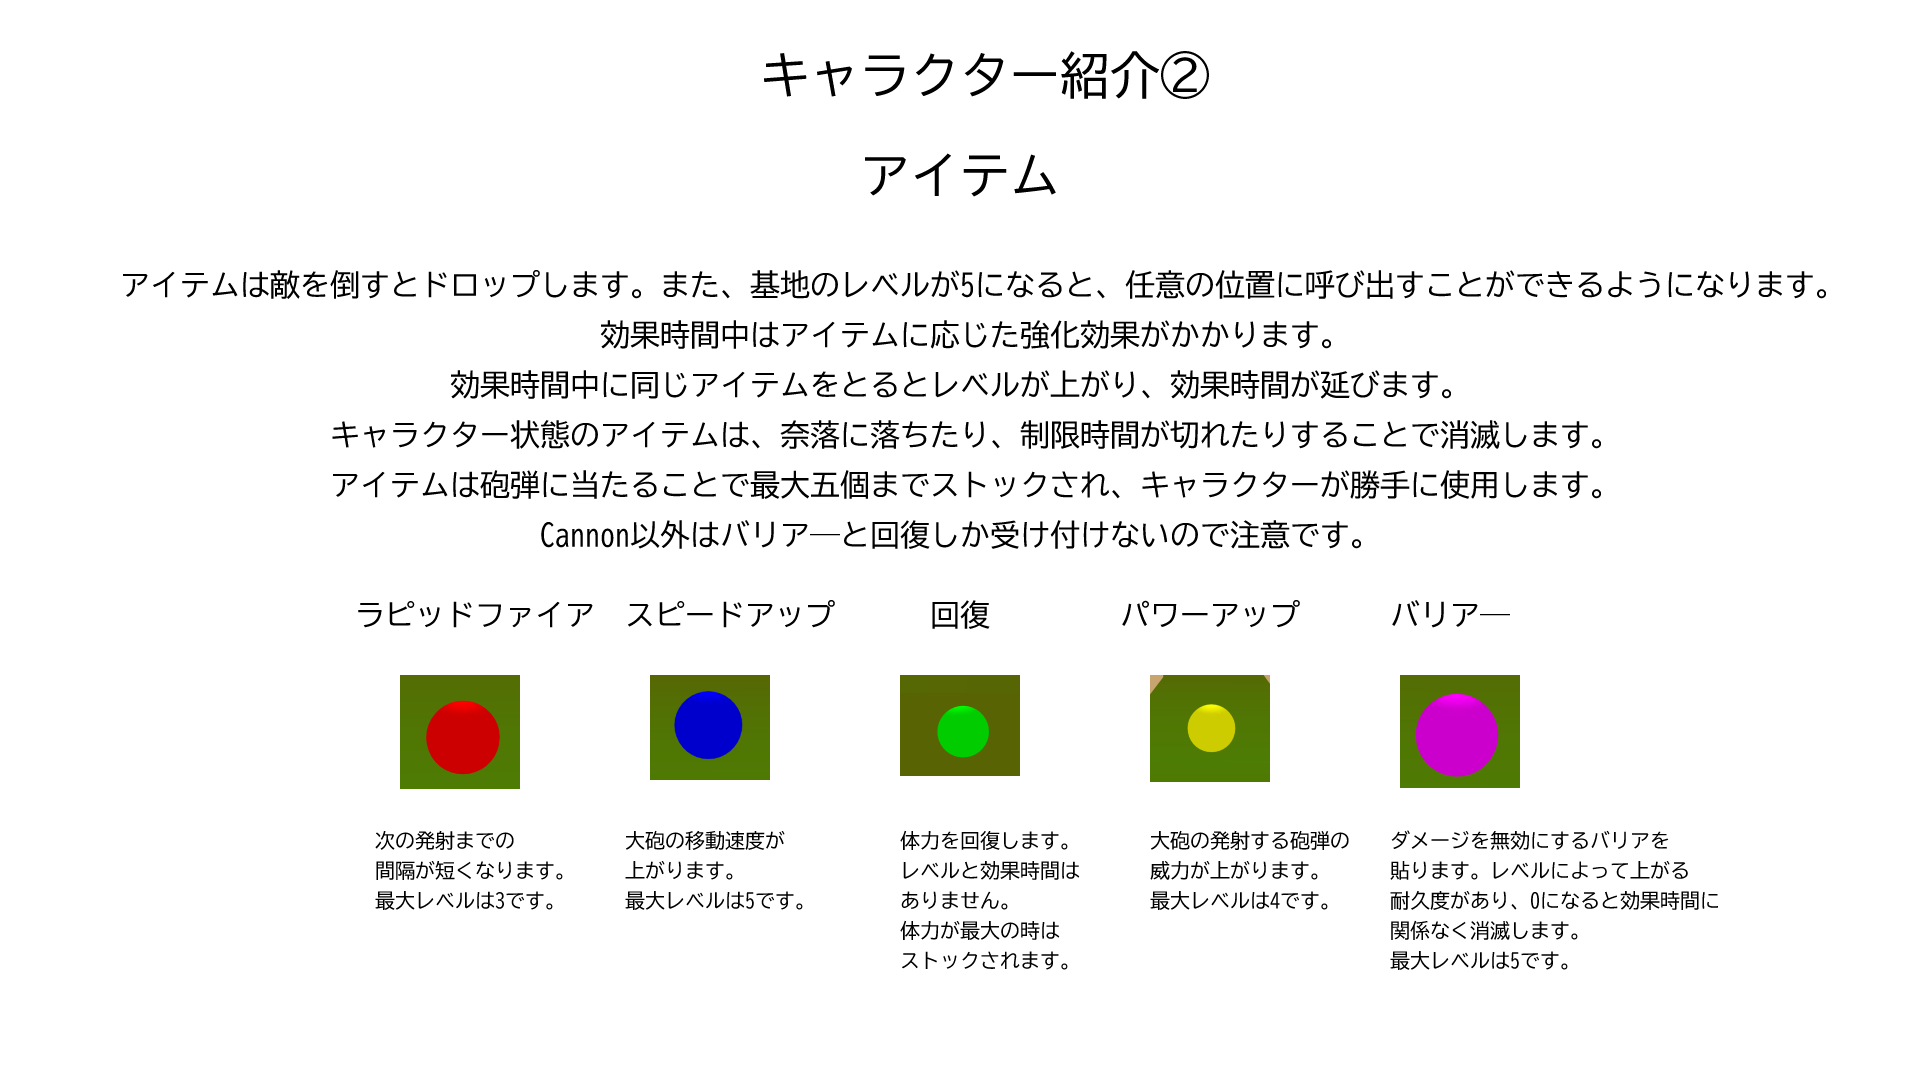 キャラクター紹介②
アイテム
アイテムは敵を倒すとドロップします。また、基地のレベルが5になると、任意の位置に呼び出すことができるようになります。
効果時間中はアイテムに応じた強化効果がかかります。
効果時間中に同じアイテムをとるとレベルが上がり、効果時間が延びます。
キャラクター状態のアイテムは、奈落に落ちたり、制限時間が切れたりすることで消滅します。
アイテムは砲弾に当たることで最大五個までストックされ、キャラクターが勝手に使用します。
Cannon以外はバリア―と回復しか受け付けないので注意です。
ラピッドファイア
スピードアップ
回復
パワーアップ
バリア―
次の発射までの
間隔が短くなります。
最大レベルは3です。
大砲の移動速度が
上がります。
最大レベルは5です。
体力を回復します。
レベルと効果時間は
ありません。
体力が最大の時は
ストックされます。
大砲の発射する砲弾の
威力が上がります。
最大レベルは4です。
ダメージを無効にするバリアを
貼ります。レベルによって上がる
耐久度があり、0になると効果時間に
関係なく消滅します。
最大レベルは5です。